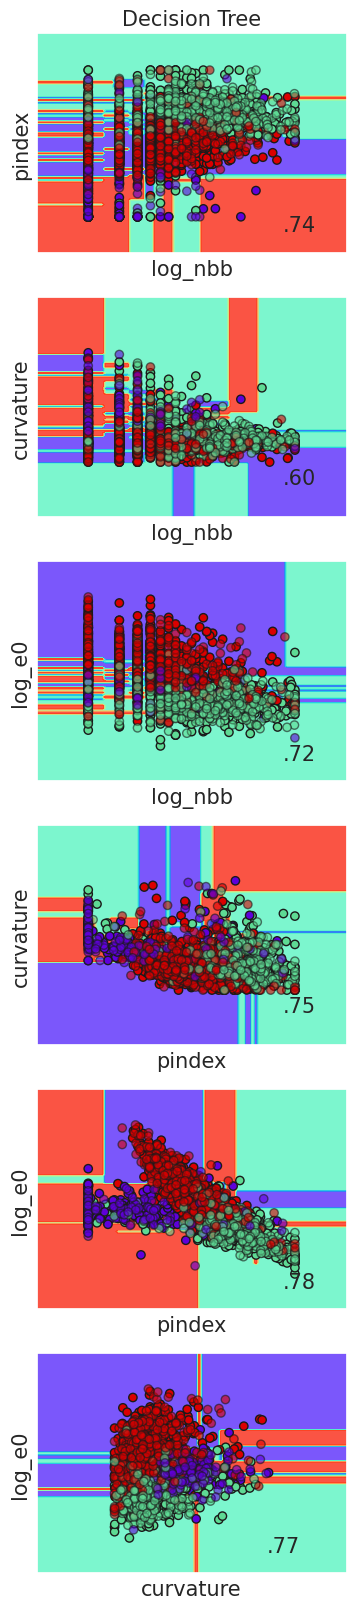 Decision Tree
pindex
.74
log_nbb
curvature
.60
log_nbb
log_e0
.72
log_nbb
curvature
.75
pindex
log_e0
.78
pindex
log_e0
.77
curvature